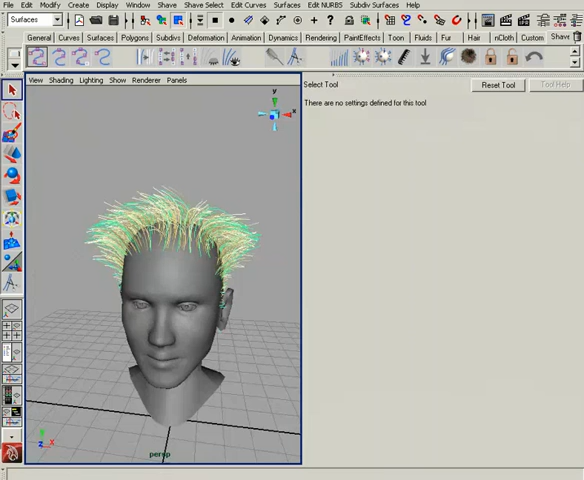 File Edit Modify Create Display Window Shave Shave Select Edit Curves Surfaces Edit NURBS Subdiv Surfaces Help
Surfaces
General Curves Surfaces Polygons Subdivs Deformation Animation Dynamics Rendering PaintEffects Toon Fluids Fur Hair nCloth Custom Shave
View Shading Lighting Show Renderer Panels
Select Tool
Reset Tool
Tool Help
There are no settings defined for this tool
y
x
y
z x
persp